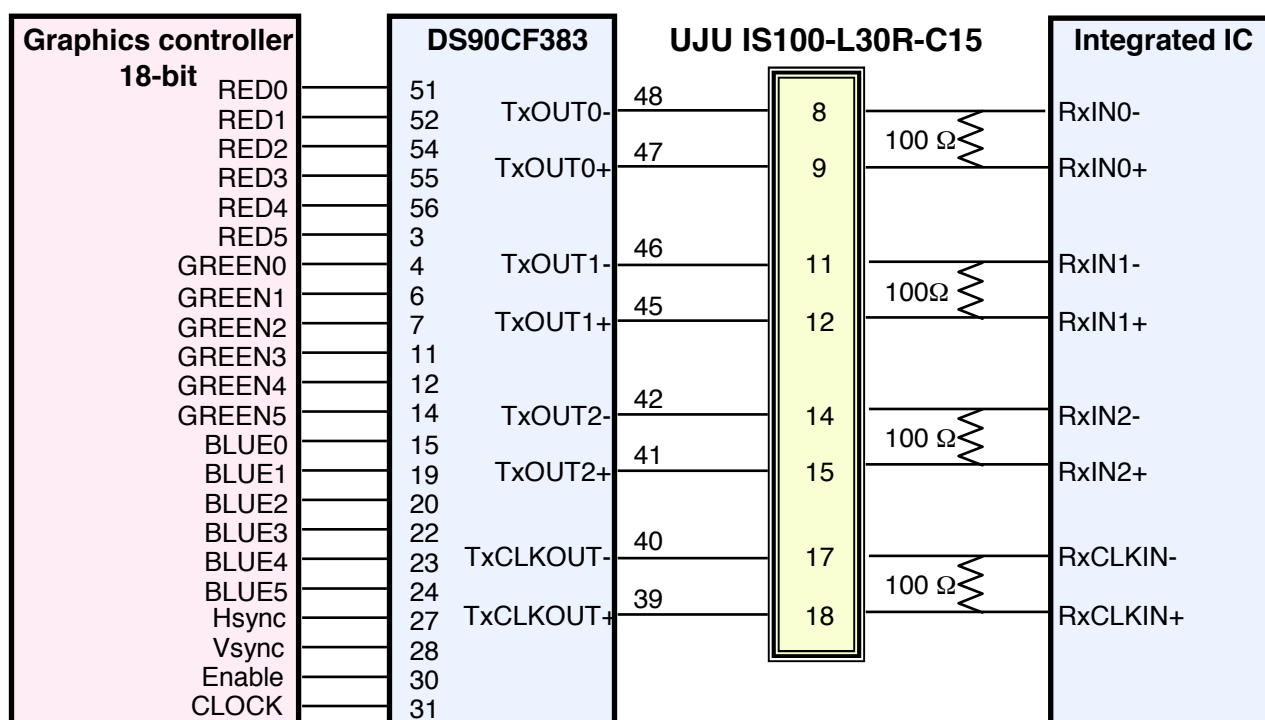 Graphics controller
18-bit
DS90CF383
UJU IS100-L30R-C15
Integrated IC
RED0 51
RED1 52
RED2 54
RED3 55
RED4 56
RED5 3
GREEN0 4
GREEN1 6
GREEN2 7
GREEN3 11
GREEN4 12
GREEN5 14
BLUE0 15
BLUE1 19
BLUE2 20
BLUE3 22
BLUE4 23
BLUE5 24
Hsync 27
Vsync 28
Enable 30
CLOCK 31
TxOUT0- 48 8 RxIN0-
100 Ω
TxOUT0+ 47 9 RxIN0+
TxOUT1- 46 11 RxIN1-
100Ω
TxOUT1+ 45 12 RxIN1+
TxOUT2- 42 14 RxIN2-
100 Ω
TxOUT2+ 41 15 RxIN2+
TxCLKOUT- 40 17 RxCLKIN-
100 Ω
TxCLKOUT+ 39 18 RxCLKIN+